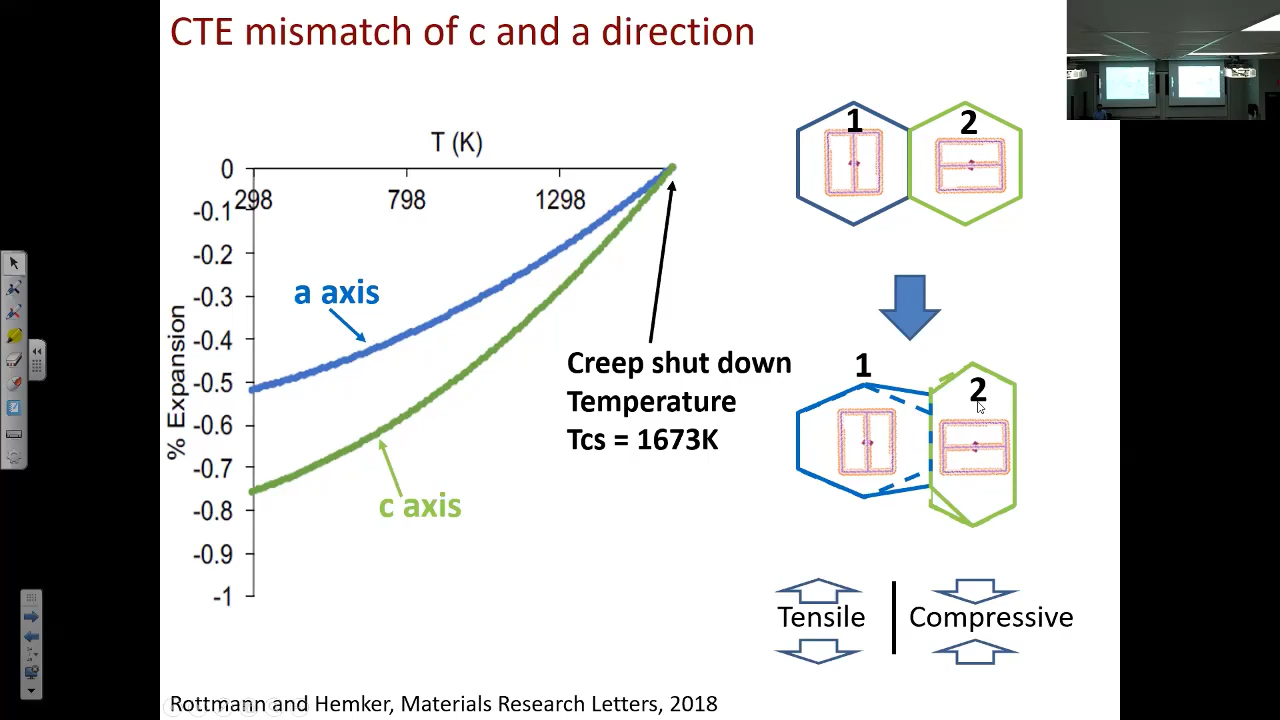 CTE mismatch of c and a direction
T (K)
0
298
798
1298
-0.1
-0.2
-0.3
-0.4
-0.5
-0.6
-0.7
-0.8
-0.9
-1
% Expansion
a axis
c axis
Creep shut down
Temperature
Tcs = 1673K
1
2
1
2
Tensile
Compressive
Rottmann and Hemker, Materials Research Letters, 2018